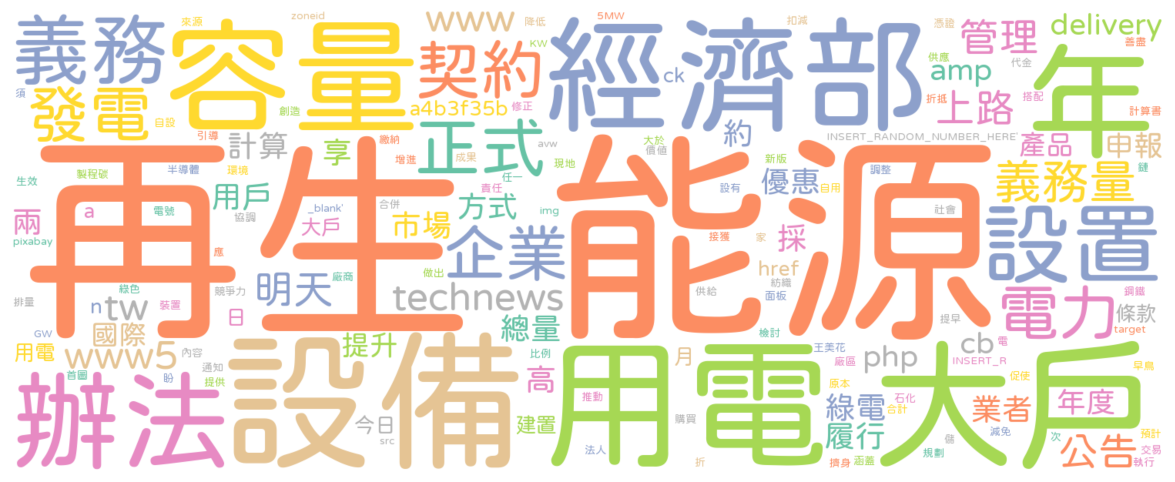 義務
來源
容量
zoneid
www
降低
5MW
扣減
憑證
管理
delivery
善盡
KW
契約
經濟部
ck
供應
代金
amp
年
須
發電
自設
創造
a4b3f35b
修正
折抵
搭配
上路
計算書
引導
計算
享
繳納
正式
avw
約
大於
價值
INSERT_RANDOM_NUMBER_HERE
產品
申報
鏈
生效
製程碳
半導體
環境
增進
成果
現地
任一
新版
調整
再生能源
義務量
兩
a
電號
_blank'
用戶
協調
合併
責任
方式
img
設有
優惠
自用
pixabay
大戶
市場
採
社會
設置
應
企業
接獲
家
綠色
廠商
明天
做出
href
紡織
排量
n
tw
裝置
競爭力
technews
供給
面板
電力
鋼鐵
條款
target
GW
國際
日
總量
提早
檢討
cb
電
用電
www5
內容
提升
比例
月
王美花
廠區
php
INSERT_R
早鳥
首圖
盼
通知
提供
高
推動
原本
石化
促使
辦法
設備
今日
src
建置
用電大戶
購買
綠電
合計
業者
減免
年度
次
預計
履行
法人
折
擠身
涵蓋
儲
規劃
公告
交易
執行